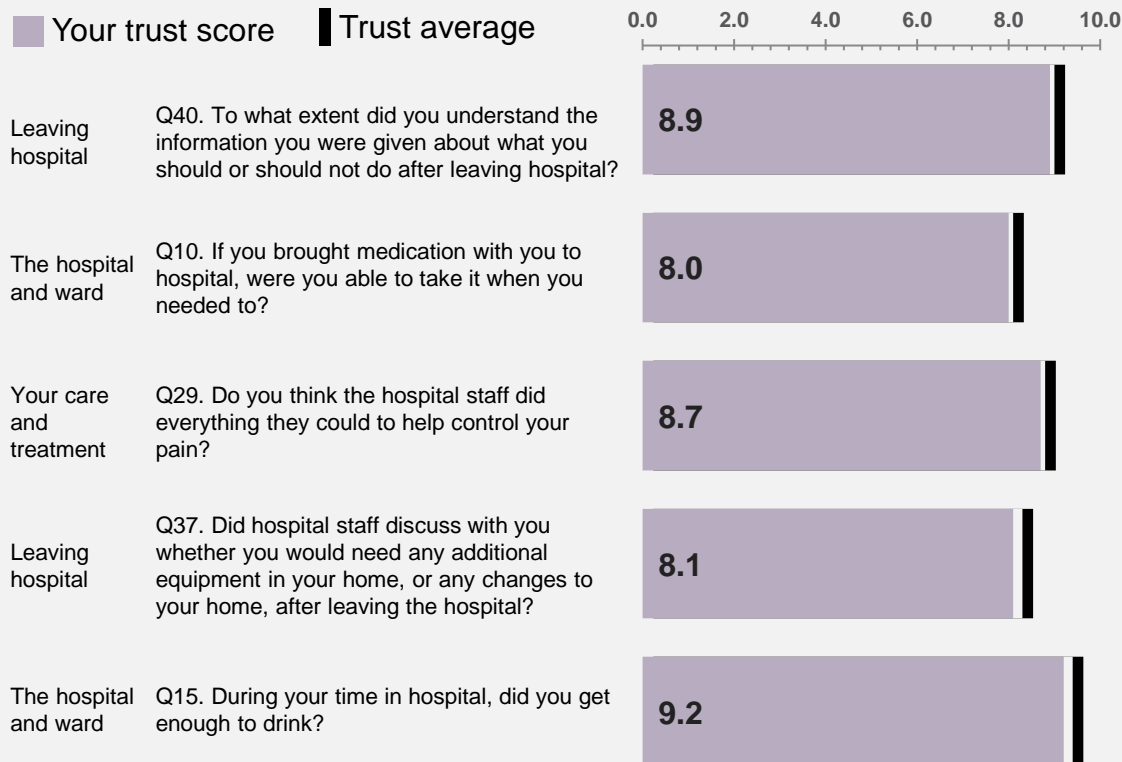 Your trust score
Trust average
0.0 2.0 4.0 6.0 8.0 10.0
Leaving
hospital
Q40. To what extent did you understand the
information you were given about what you
should or should not do after leaving hospital?
8.9
The hospital
and ward
Q10. If you brought medication with you to
hospital, were you able to take it when you
needed to?
8.0
Your care
and
treatment
Q29. Do you think the hospital staff did
everything they could to help control your
pain?
8.7
Leaving
hospital
Q37. Did hospital staff discuss with you
whether you would need any additional
equipment in your home, or any changes to
your home, after leaving the hospital?
8.1
The hospital
and ward
Q15. During your time in hospital, did you get
enough to drink?
9.2